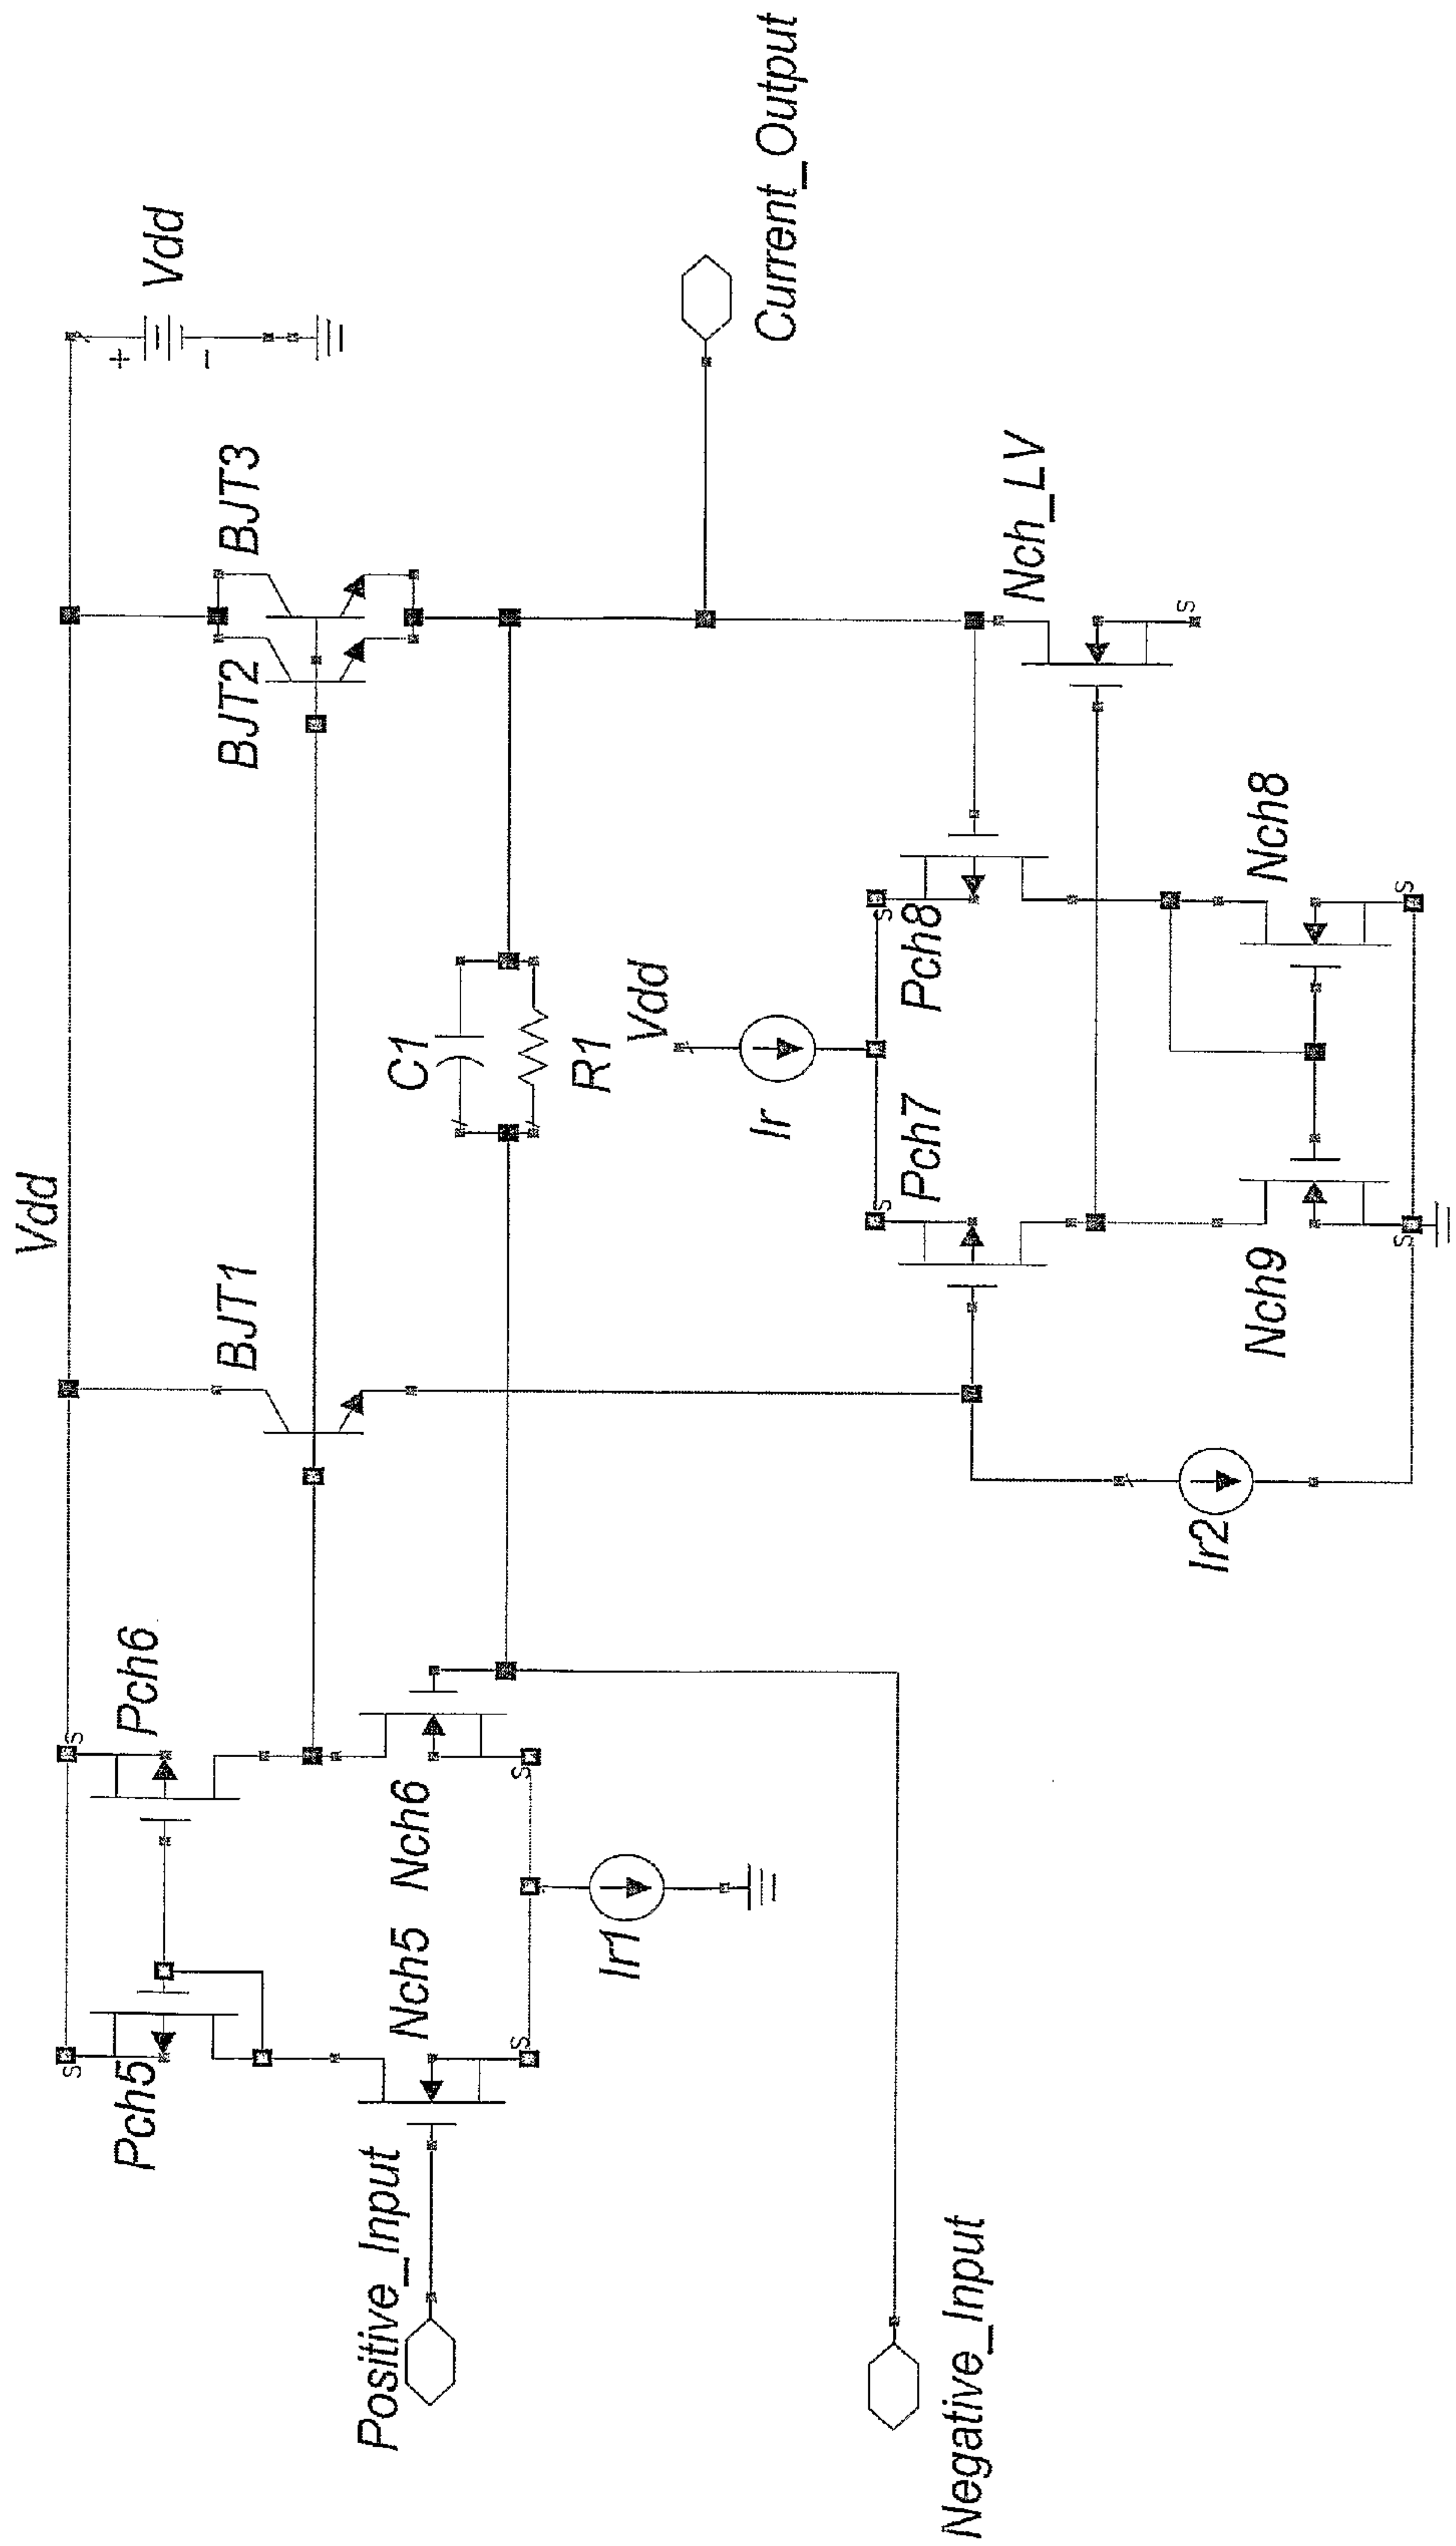 Vdd
Vdd
+
-
Pch5
Pch6
BJT1
BJT2
BJT3
S
S
Positive_Input
Nch5
Nch6
C1
R1
S
S
Ir1
Vdd
Ir
Current_Output
Negative_Input
Pch7
Pch8
S
S
Nch_LV
S
Ir2
Nch9
Nch8
S
S